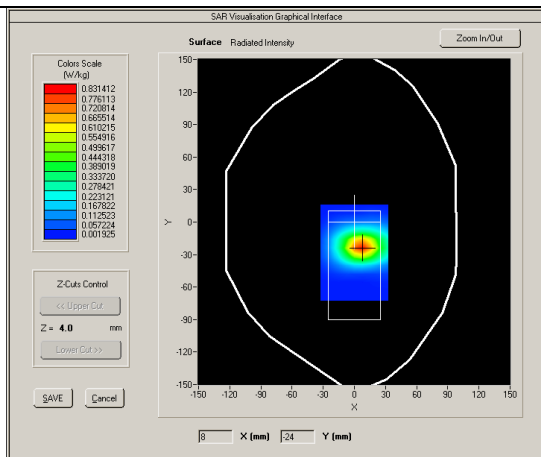 SAR Visualisation Graphical Interface
Surface Radiated Intensity
Zoom In/Out
Colors Scale
(W/kg)
0.831412
0.776113
0.720814
0.665514
0.610215
0.554916
0.499617
0.444318
0.389019
0.333720
0.278421
0.223121
0.167822
0.112523
0.057224
0.001925
Z-Cuts Control
<< Upper Cut
Z = 4.0 mm
Lower Cut >>
SAVE Cancel
150
120
90
60
30
0
-30
-60
-90
-120
-150
Y
-150 -120 -90 -60 -30 0 30 60 90 120 150
X
8 X (mm) -24 Y (mm)